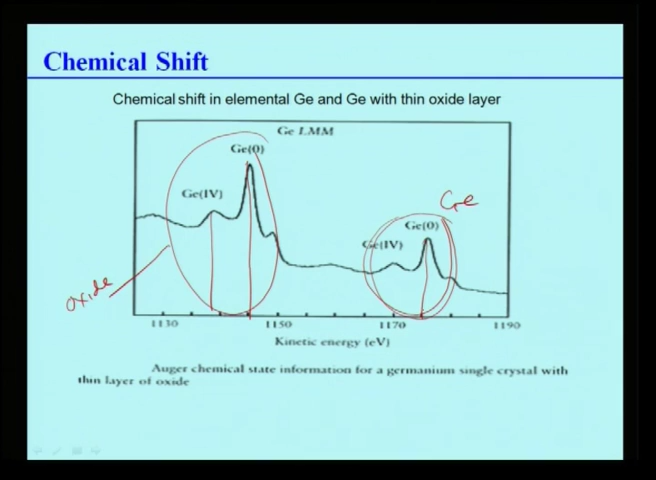 Chemical Shift
Chemical shift in elemental Ge and Ge with thin oxide layer
Ge LMM
Ge(0)
Ge(IV)
Ge
Ge(0)
Ge(IV)
oxide
1130 1150 1170 1190
Kinetic energy (eV)
Auger chemical state information for a germanium single crystal with
thin layer of oxide